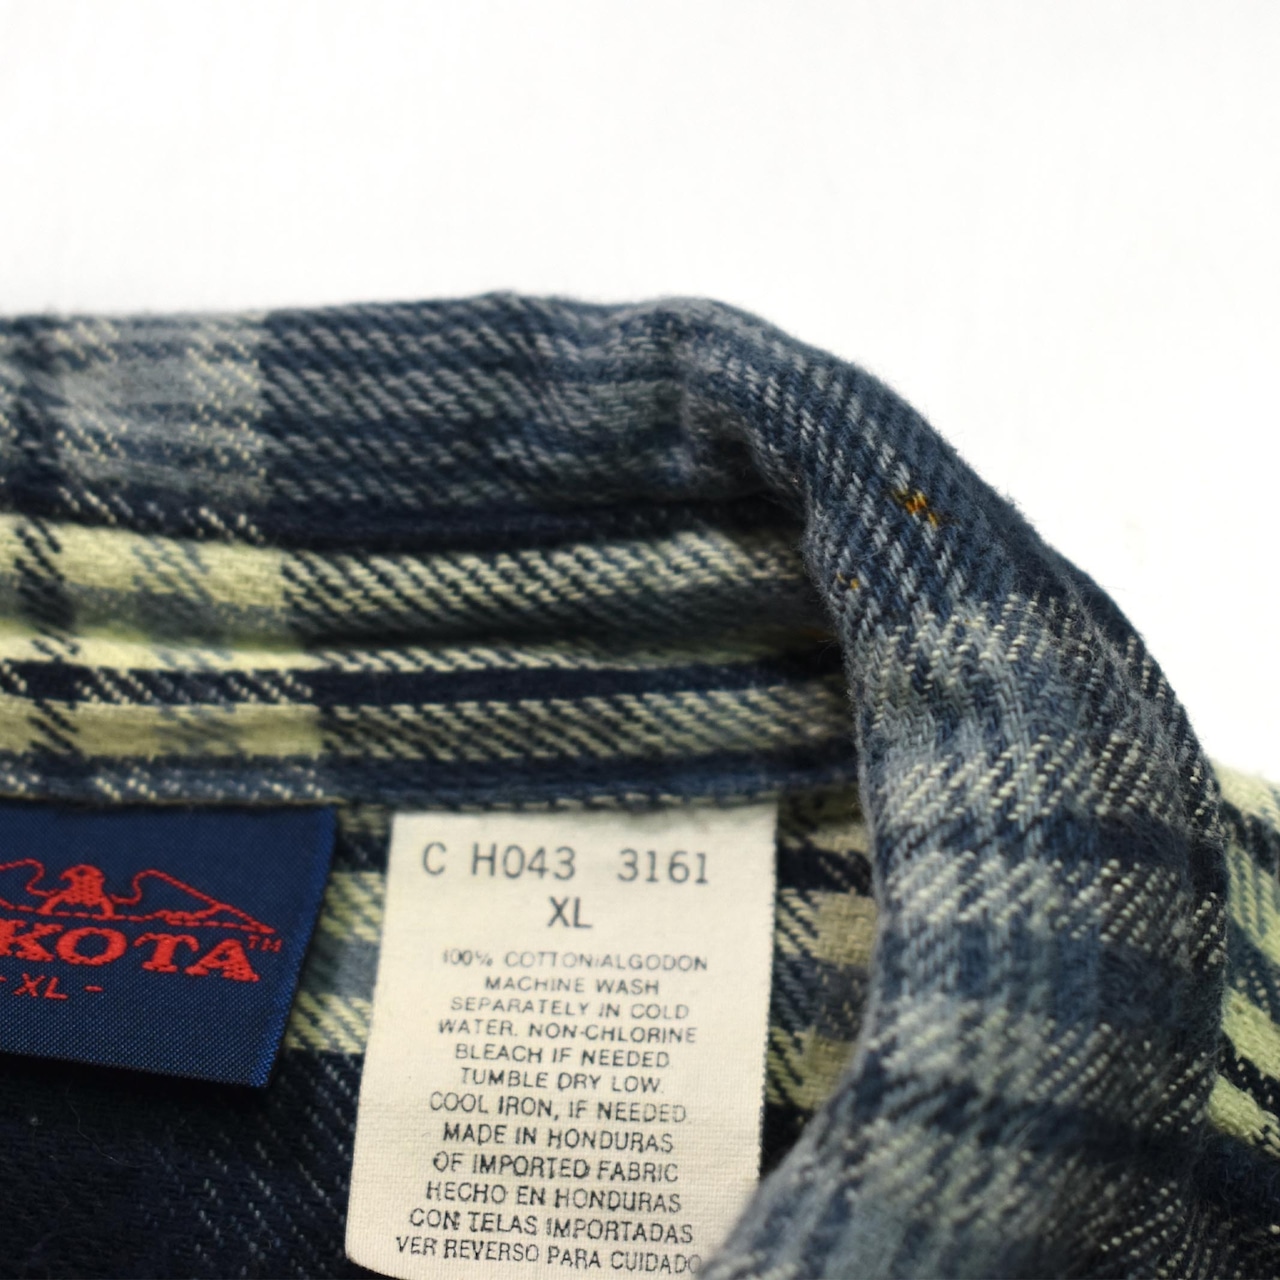 KOTA™
- XL -
C H043 3161
XL
100% COTTON/ALGODON
MACHINE WASH
SEPARATELY IN COLD
WATER. NON-CHLORINE
BLEACH IF NEEDED
TUMBLE DRY LOW.
COOL IRON, IF NEEDED.
MADE IN HONDURAS
OF IMPORTED FABRIC
HECHO EN HONDURAS
CON TELAS IMPORTADAS
VER REVERSO PARA CUIDADO